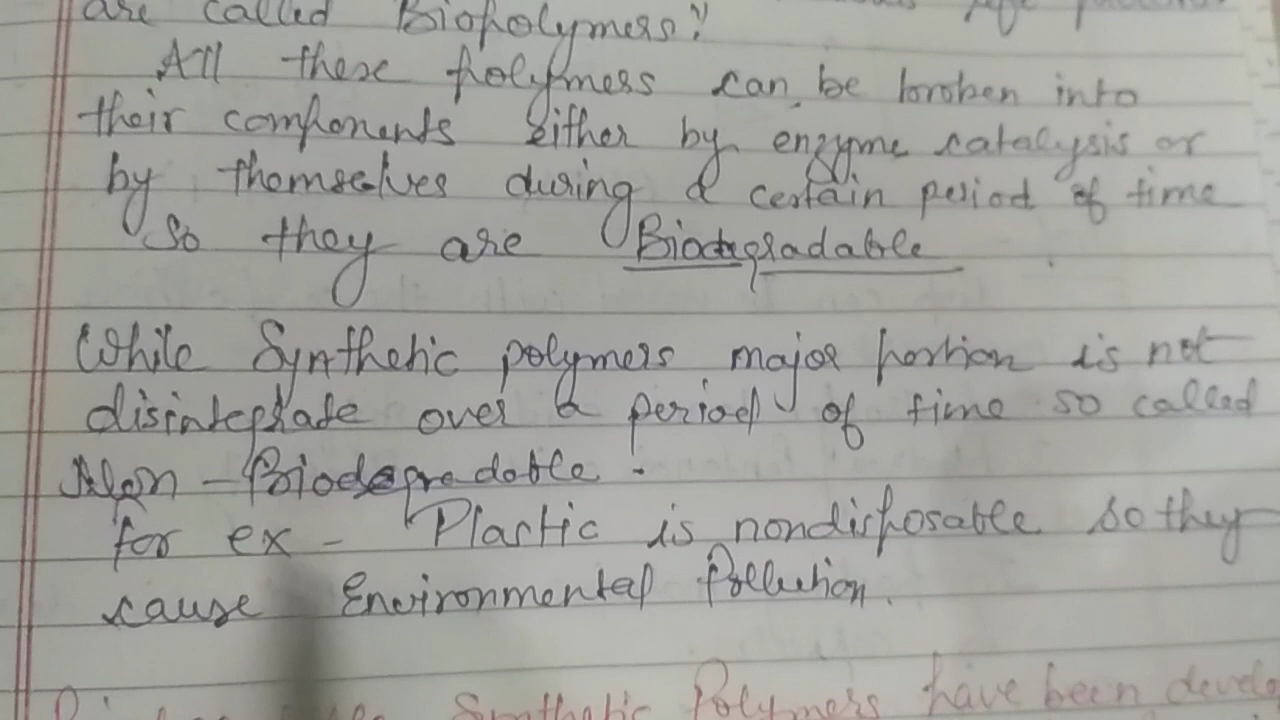 are called Biopolymers"
All these polymers can be broken into
their components Either by enzyme catalysis or
by themselves during a certain period of time
So they are Biodegradable
While Synthetic polymers major portion is not
disintegrate over a period of time so called
Non - Biodegradable.
for ex - Plastic is nondisposable so they
cause Environmental Pollution.
Synthetic Polymers have been